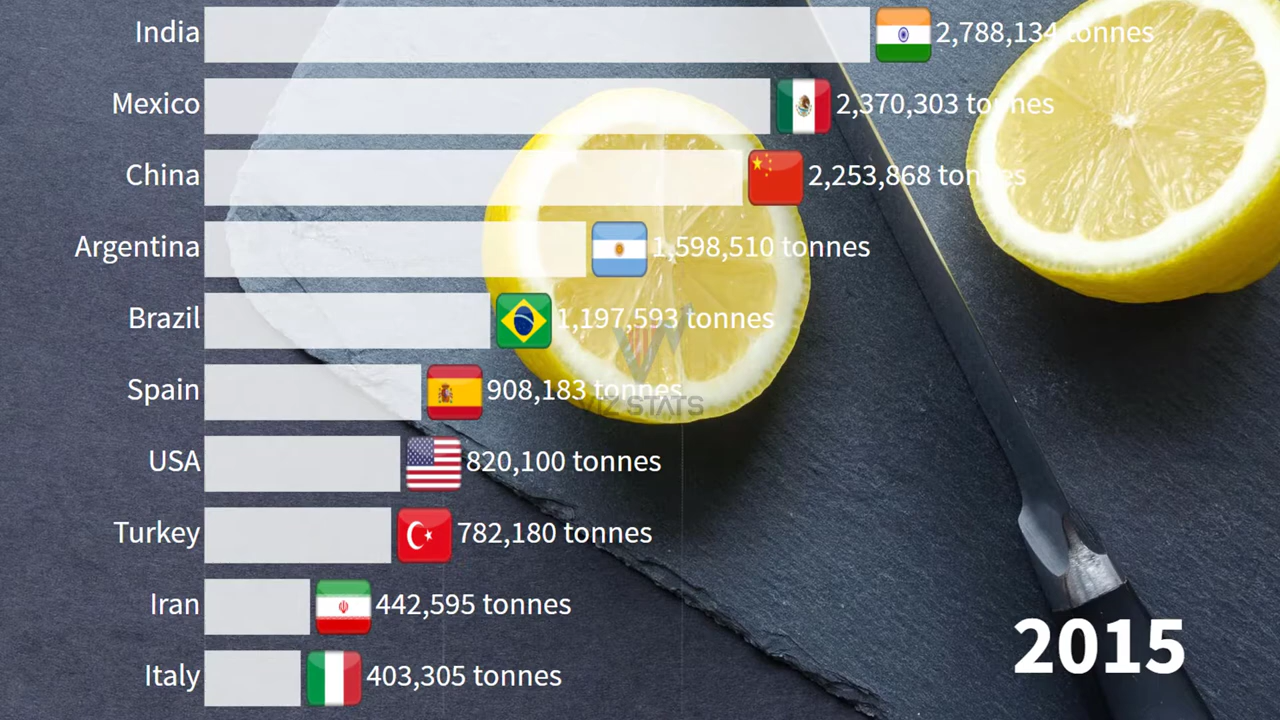 India 2,788,134 tonnes
Mexico 2,370,303 tonnes
China 2,253,868 tonnes
Argentina 1,598,510 tonnes
Brazil 1,197,593 tonnes
Spain 908,183 tonnes
VIZ STATS
USA 820,100 tonnes
Turkey 782,180 tonnes
Iran 442,595 tonnes
2015
Italy 403,305 tonnes